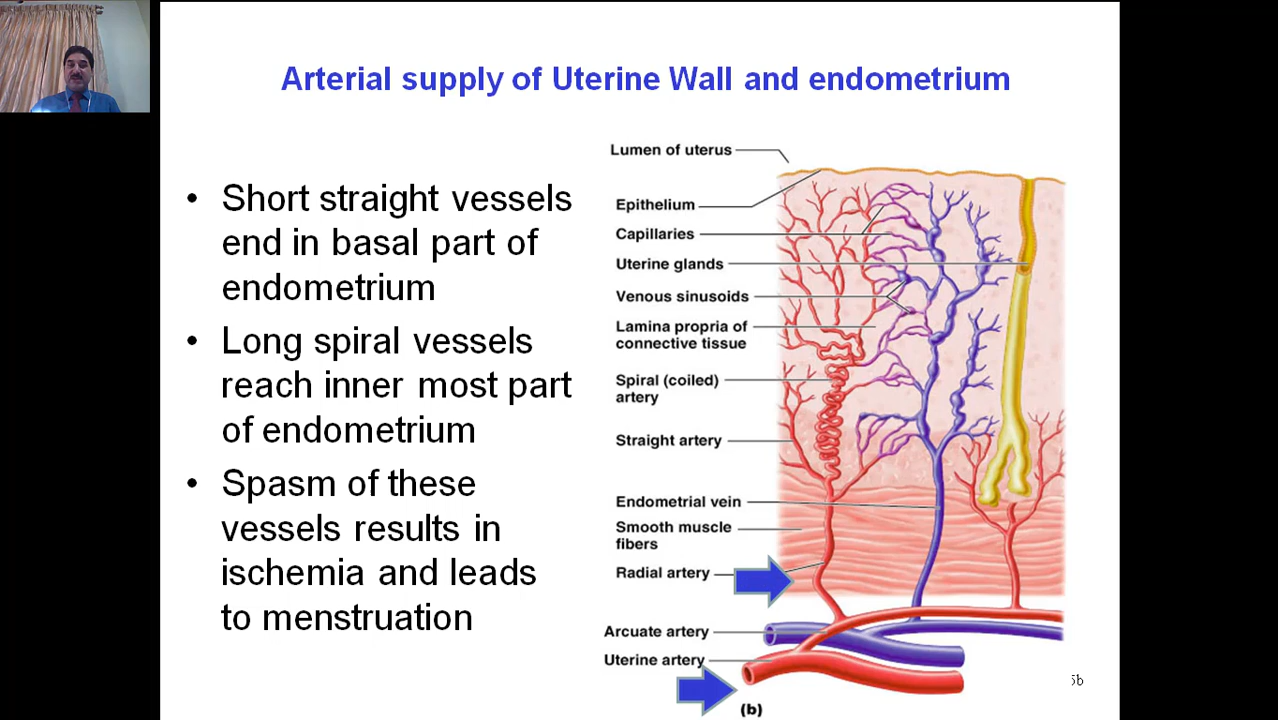 Arterial supply of Uterine Wall and endometrium
• Short straight vessels
end in basal part of
endometrium
• Long spiral vessels
reach inner most part
of endometrium
• Spasm of these
vessels results in
ischemia and leads
to menstruation
Lumen of uterus
Epithelium
Capillaries
Uterine glands
Venous sinusoids
Lamina propria of
connective tissue
Spiral (coiled)
artery
Straight artery
Endometrial vein
Smooth muscle
fibers
Radial artery
Arcuate artery
Uterine artery
(b)
5b